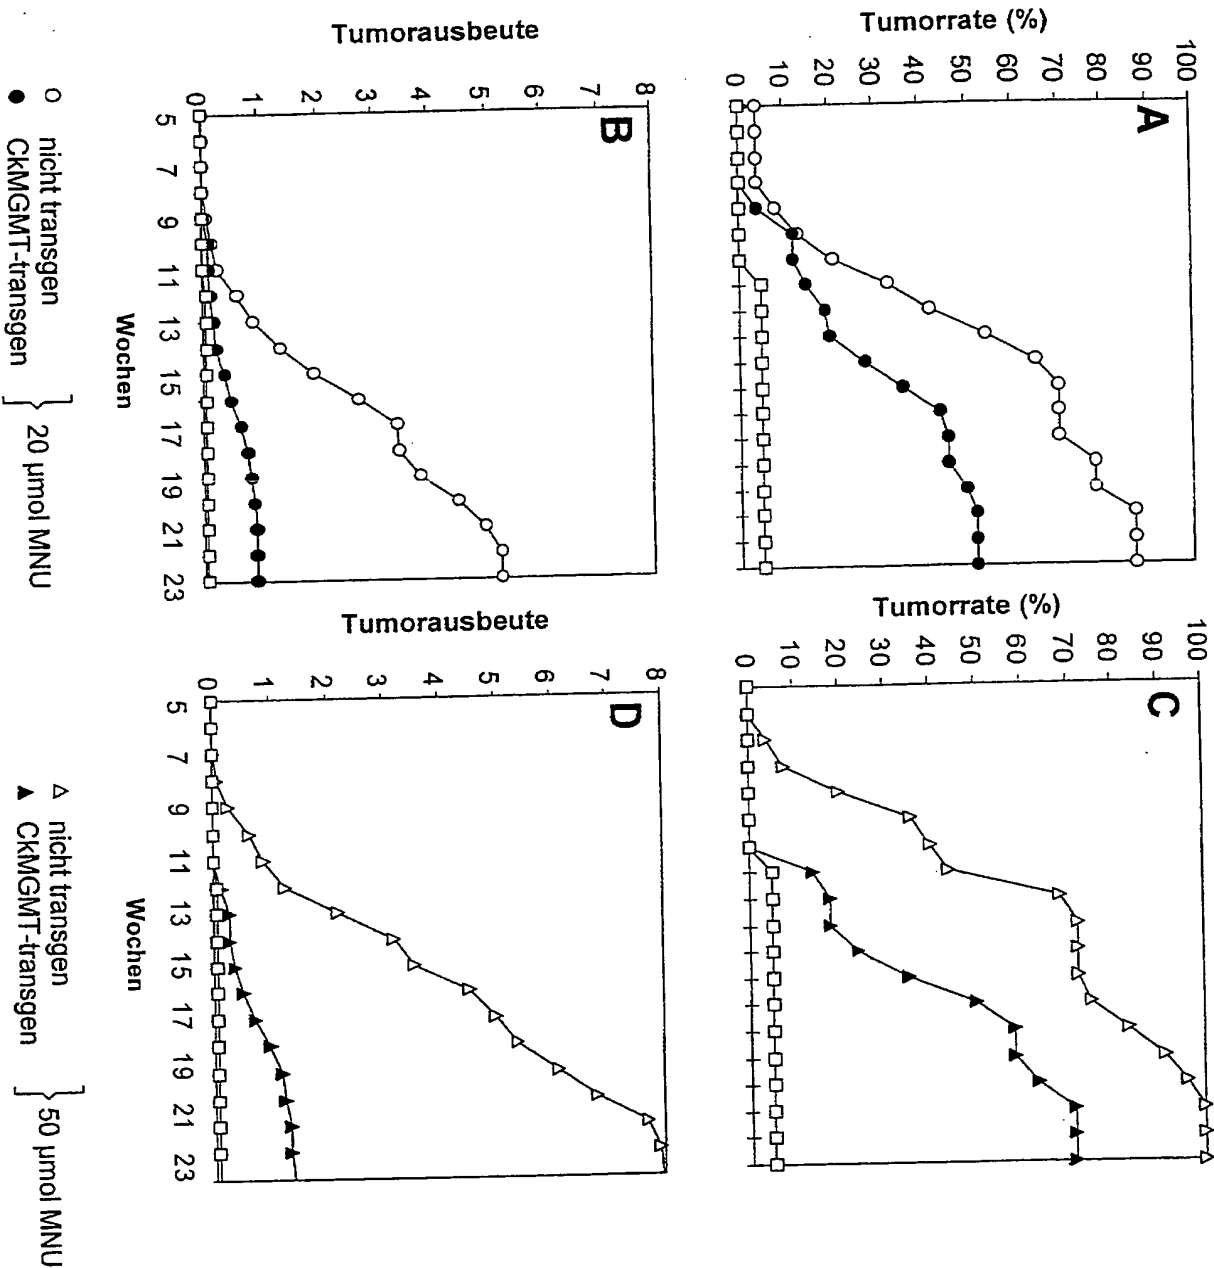 Tumorrate (%)
100
90
80
70
60
50
40
30
20
10
0
A
Tumorrate (%)
100
90
80
70
60
50
40
30
20
10
0
C
Tumorausbeute
8
7
6
5
4
3
2
1
0
B
5 7 9 11 13 15 17 19 21 23
Wochen
Tumorausbeute
8
7
6
5
4
3
2
1
0
D
5 7 9 11 13 15 17 19 21 23
Wochen
nicht transgen
CkMGMT-transgen
20 µmol MNU
nicht transgen
CkMGMT-transgen
50 µmol MNU